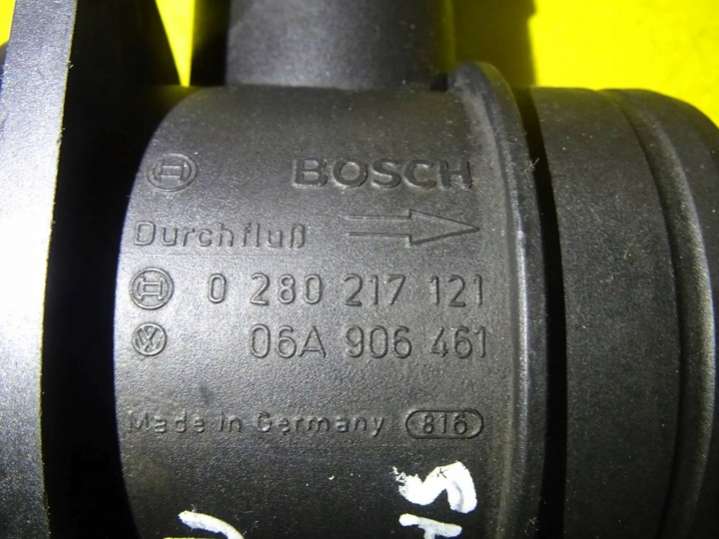 BOSCH
Durchfluß
0 280 217 121
06A 906 461
Made in Germany 816